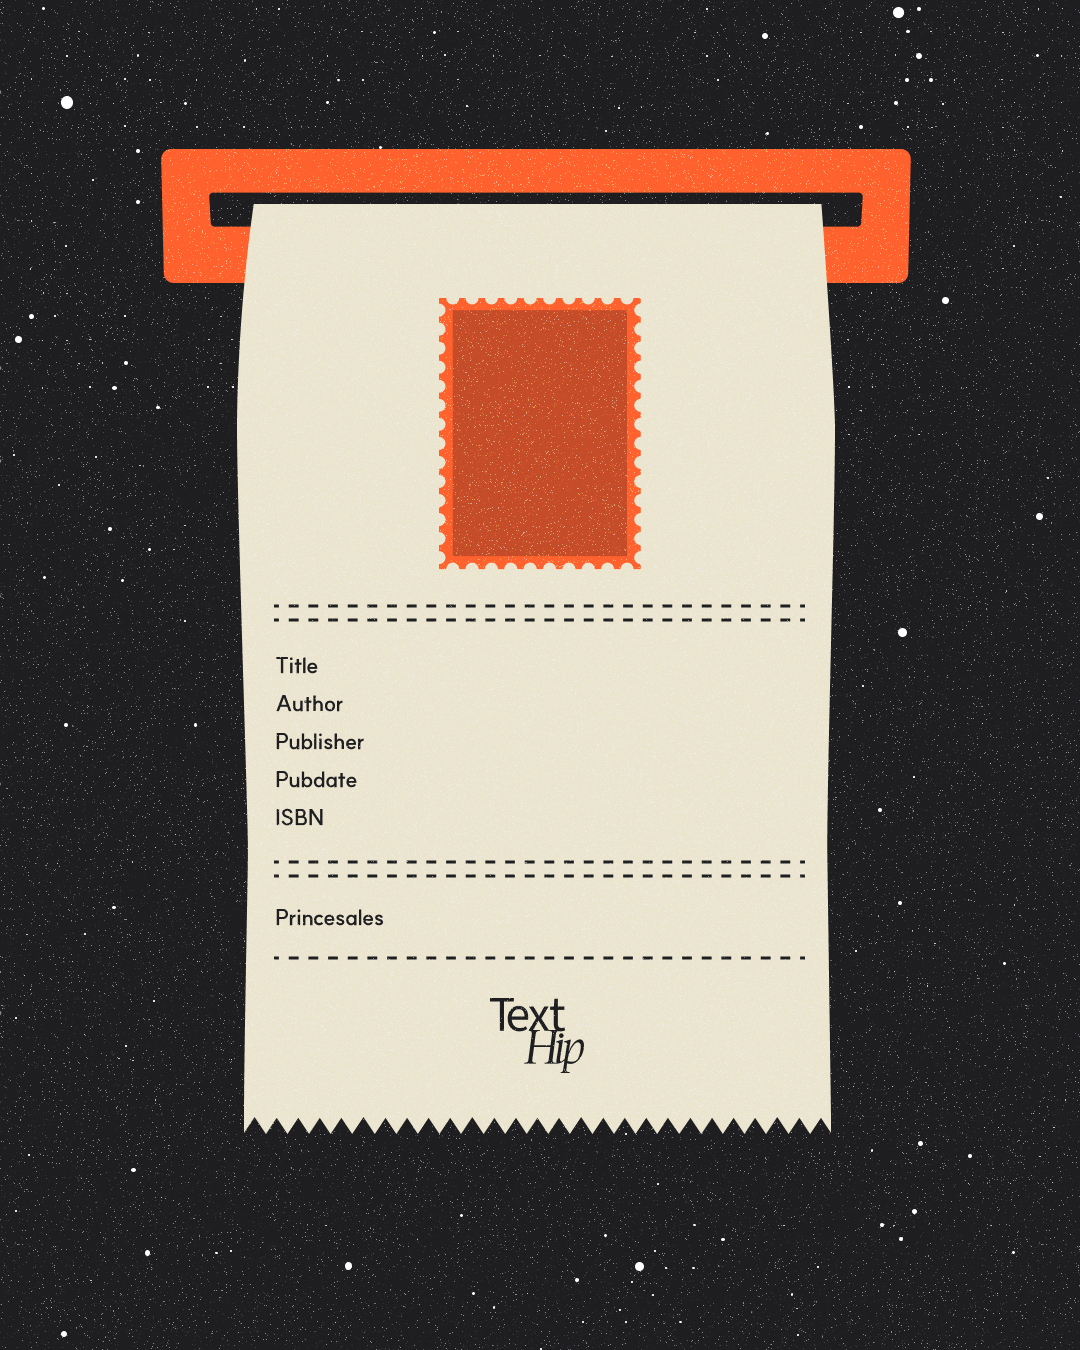 Title
Author
Publisher
Pubdate
ISBN
Princesales
Text
Hip